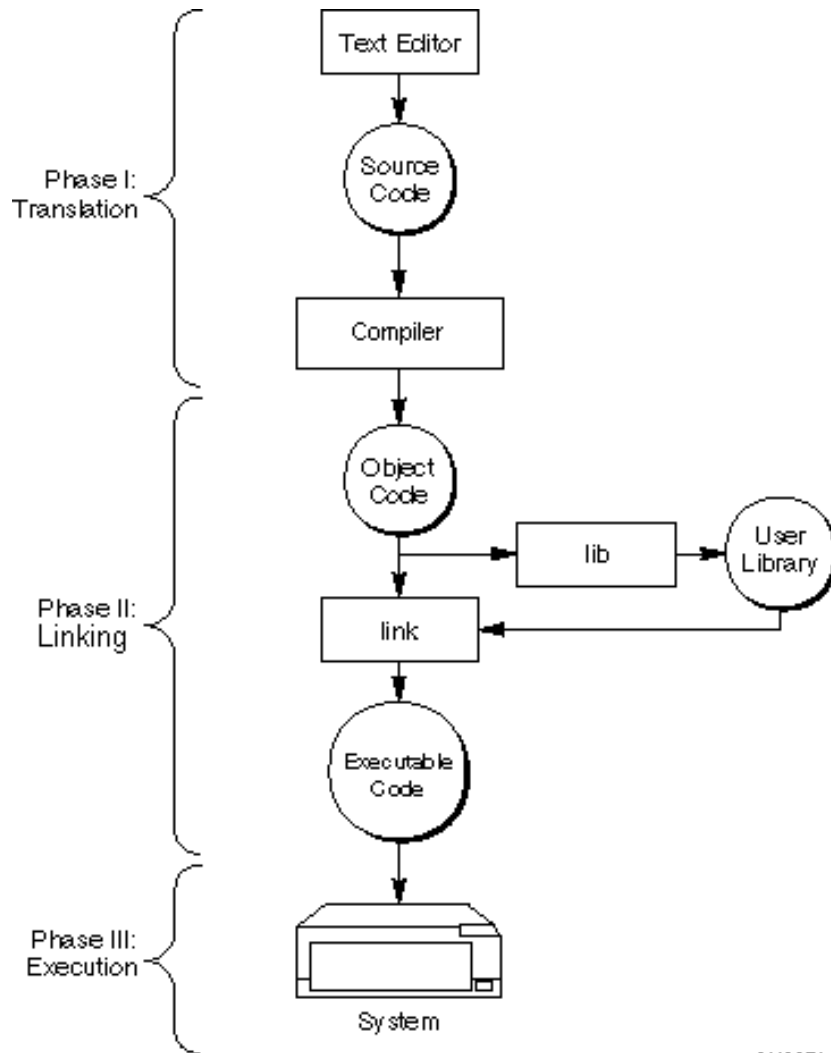 Text Editor
Source
Code
Phase I:
Translation
Compiler
Object
Code
lib
User
Library
Phase II:
Linking
link
Executable
Code
Phase III:
Execution
System